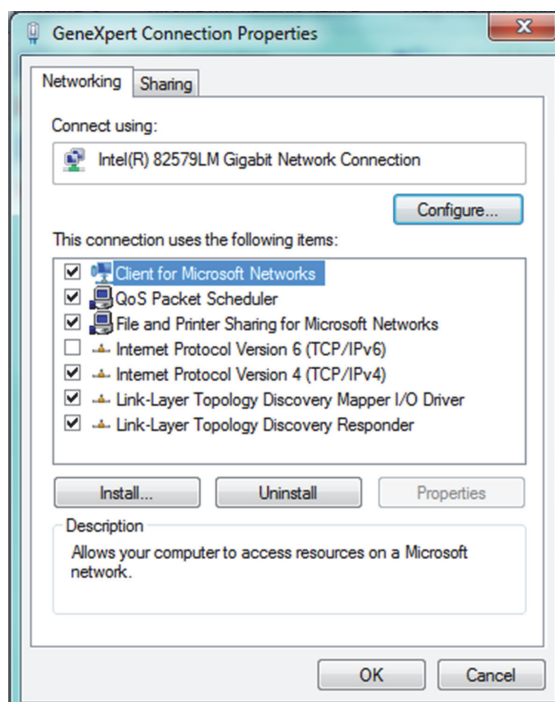 GeneXpert Connection Properties
Networking
Sharing
Connect using:
Intel(R) 82579LM Gigabit Network Connection
Configure...
This connection uses the following items:
Client for Microsoft Networks
QoS Packet Scheduler
File and Printer Sharing for Microsoft Networks
Internet Protocol Version 6 (TCP/IPv6)
Internet Protocol Version 4 (TCP/IPv4)
Link-Layer Topology Discovery Mapper I/O Driver
Link-Layer Topology Discovery Responder
Install...
Uninstall
Properties
Description
Allows your computer to access resources on a Microsoft
network.
OK
Cancel